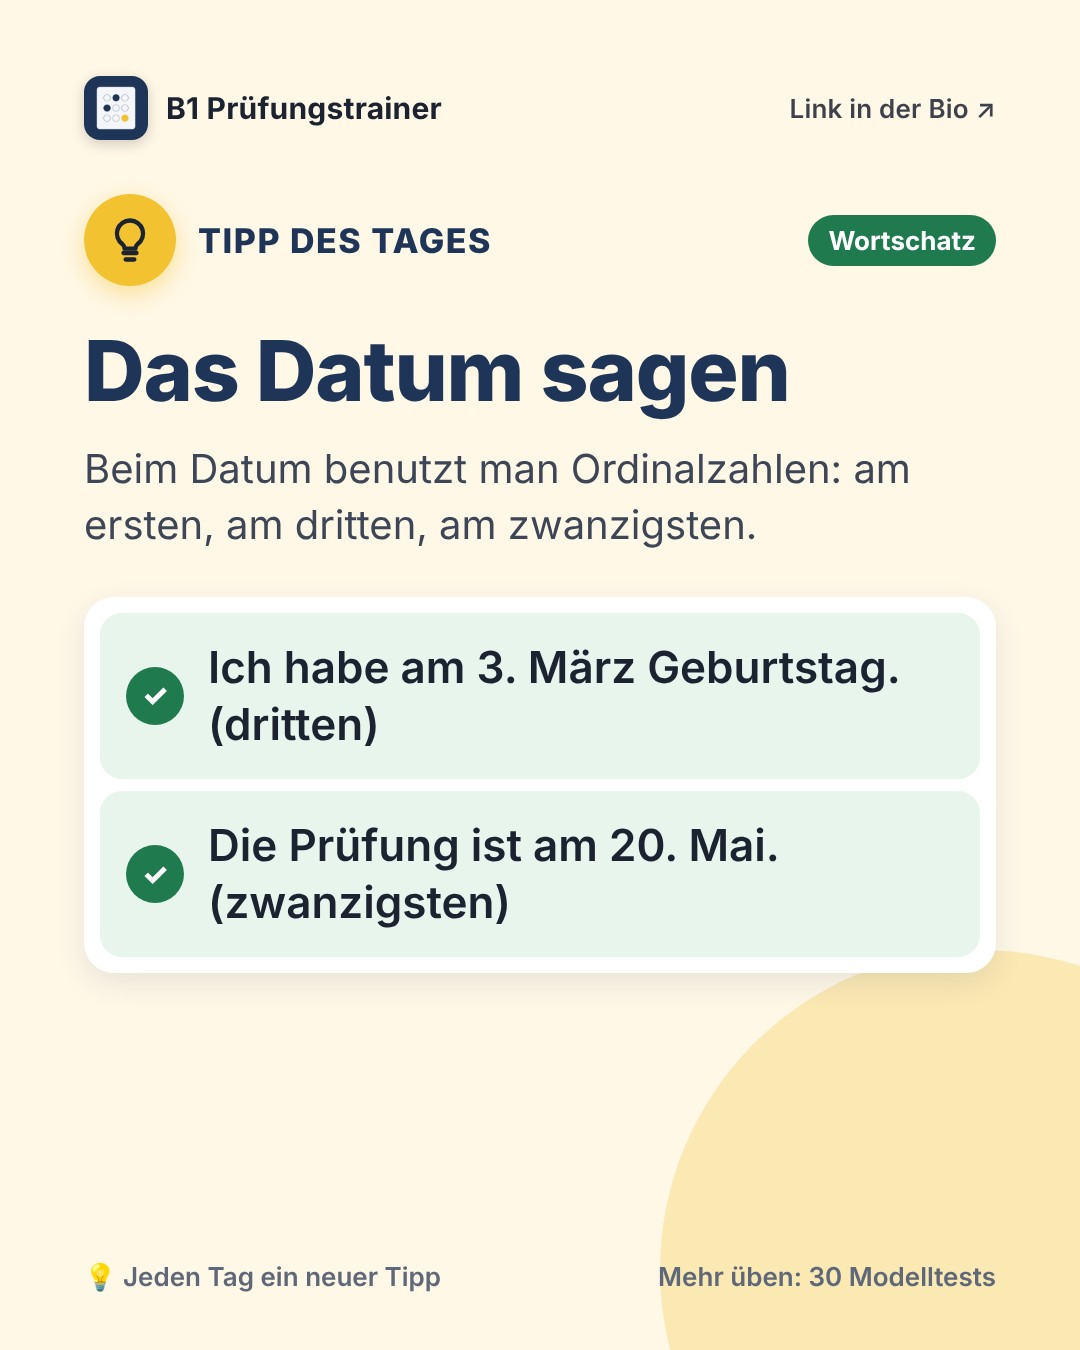 B1 Prüfungstrainer
Link in der Bio ↗
TIPP DES TAGES
Wortschatz
Das Datum sagen
Beim Datum benutzt man Ordinalzahlen: am
ersten, am dritten, am zwanzigsten.
Ich habe am 3. März Geburtstag.
(dritten)
Die Prüfung ist am 20. Mai.
(zwanzigsten)
💡 Jeden Tag ein neuer Tipp
Mehr üben: 30 Modelltests